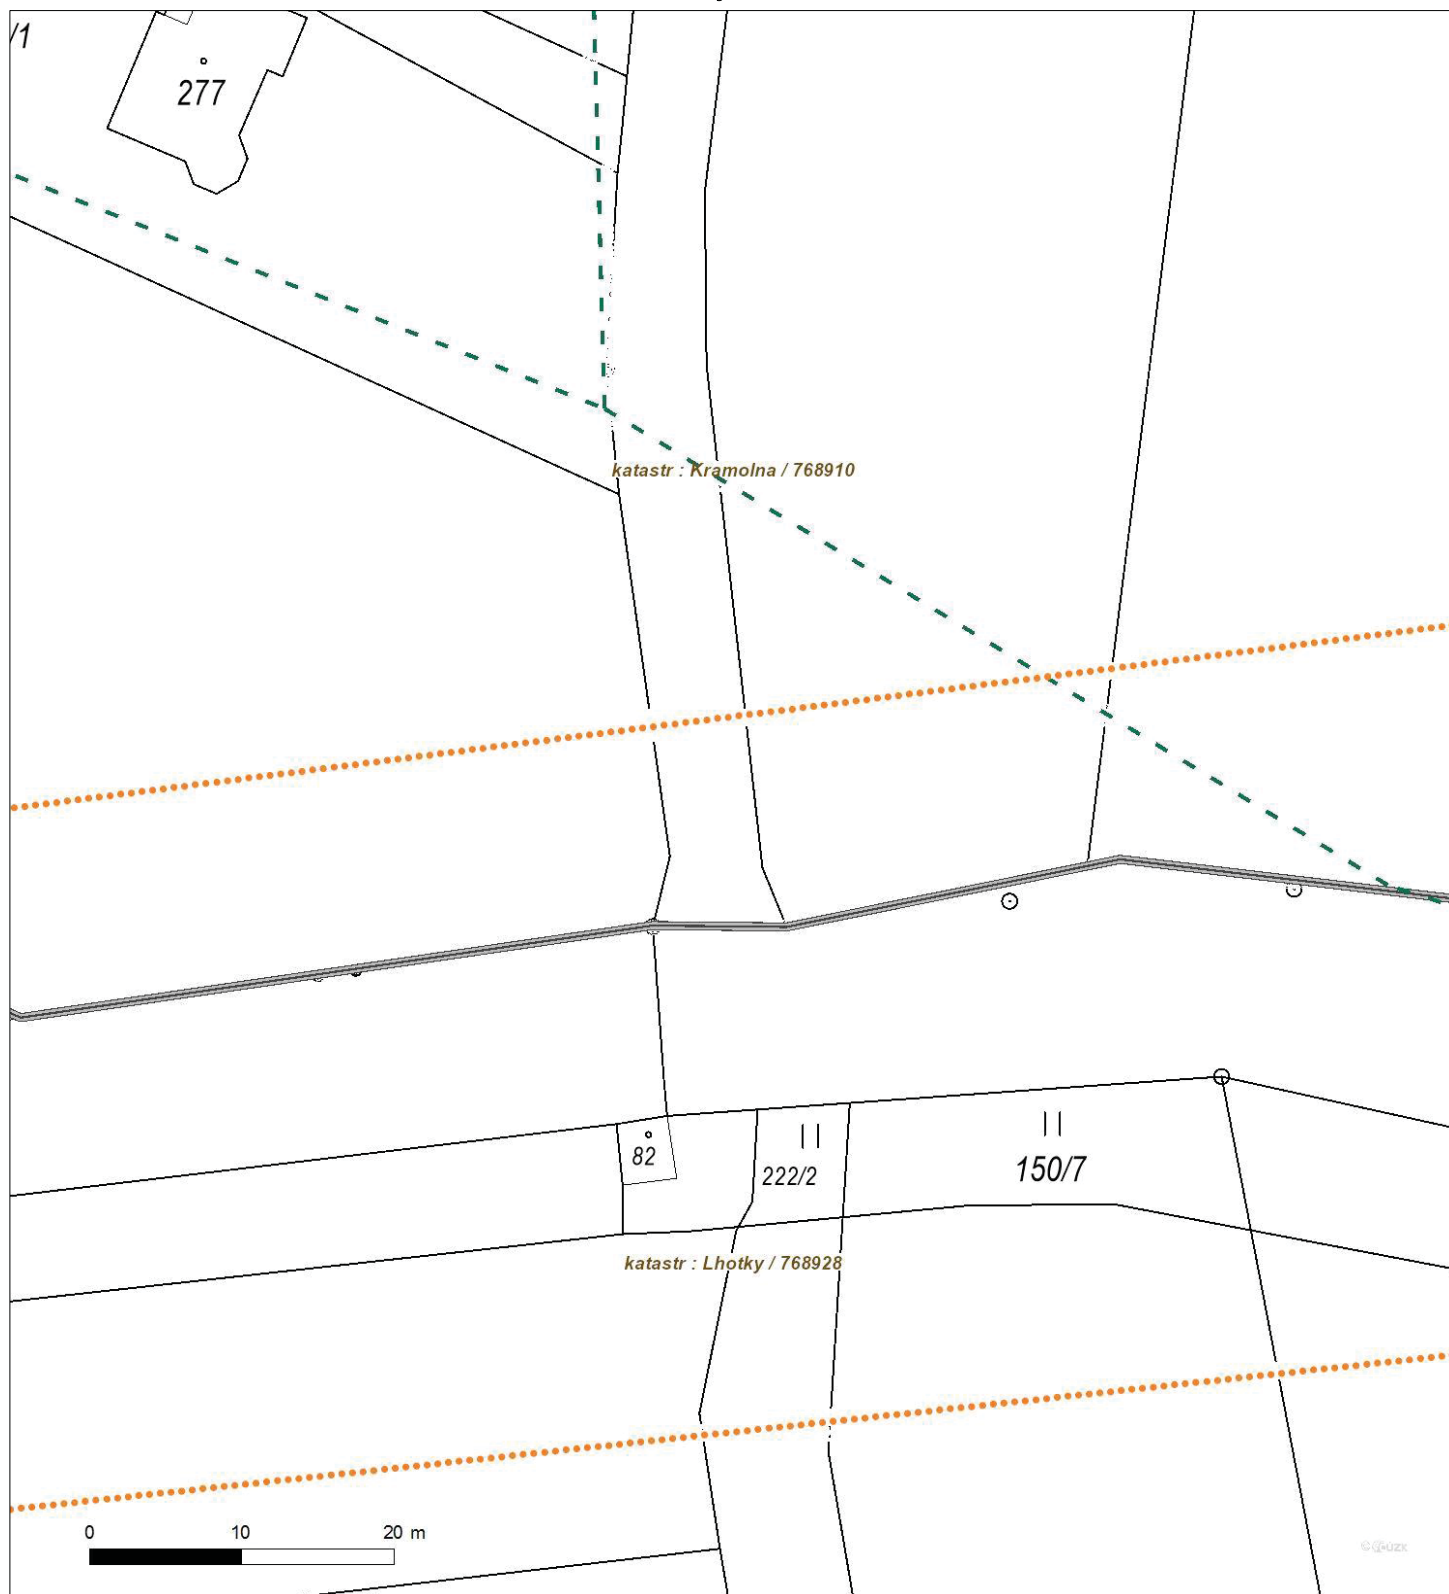 /1
277
katastr : Kramolna / 768910
82
222/2
150/7
katastr : Lhotky / 768928
0 10 20 m